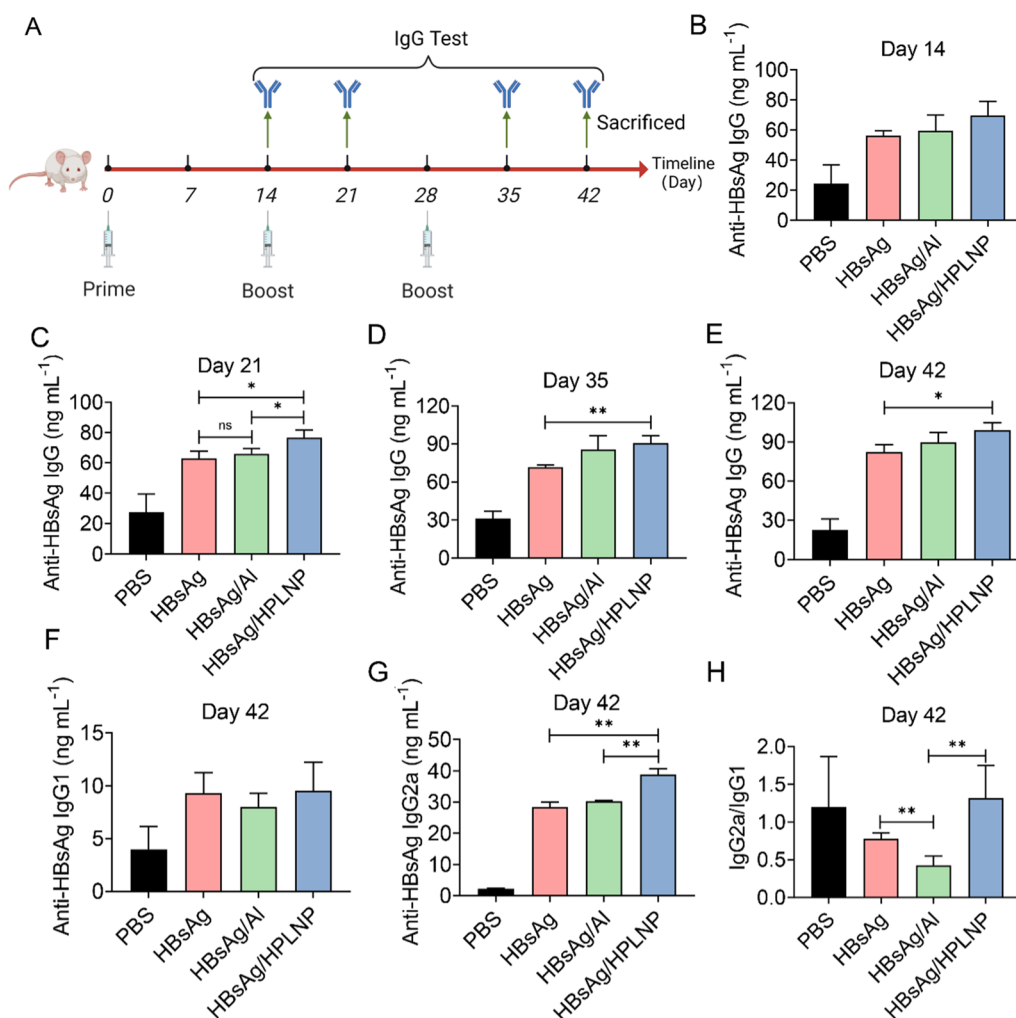 A
IgG Test
Sacrificed
Timeline
(Day)
0 7 14 21 28 35 42
Prime Boost Boost
B
Day 14
Anti-HBsAg IgG (ng mL⁻¹)
100
80
60
40
20
0
PBS
HBsAg
HBsAg/Al
HBsAg/HPLNP
C
Day 21
Anti-HBsAg IgG (ng mL⁻¹)
100
80
60
40
20
0
*
ns
*
PBS
HBsAg
HBsAg/Al
HBsAg/HPLNP
D
Day 35
Anti-HBsAg IgG (ng mL⁻¹)
120
90
60
30
0
**
PBS
HBsAg
HBsAg/Al
HBsAg/HPLNP
E
Day 42
Anti-HBsAg IgG (ng mL⁻¹)
120
90
60
30
0
*
PBS
HBsAg
HBsAg/Al
HBsAg/HPLNP
F
Day 42
Anti-HBsAg IgG1 (ng mL⁻¹)
15
10
5
0
PBS
HBsAg
HBsAg/Al
HBsAg/HPLNP
G
Day 42
Anti-HBsAg IgG2a (ng mL⁻¹)
50
40
30
20
10
0
**
**
PBS
HBsAg
HBsAg/Al
HBsAg/HPLNP
H
Day 42
IgG2a/IgG1
2.0
1.5
1.0
0.5
0.0
**
**
PBS
HBsAg
HBsAg/Al
HBsAg/HPLNP